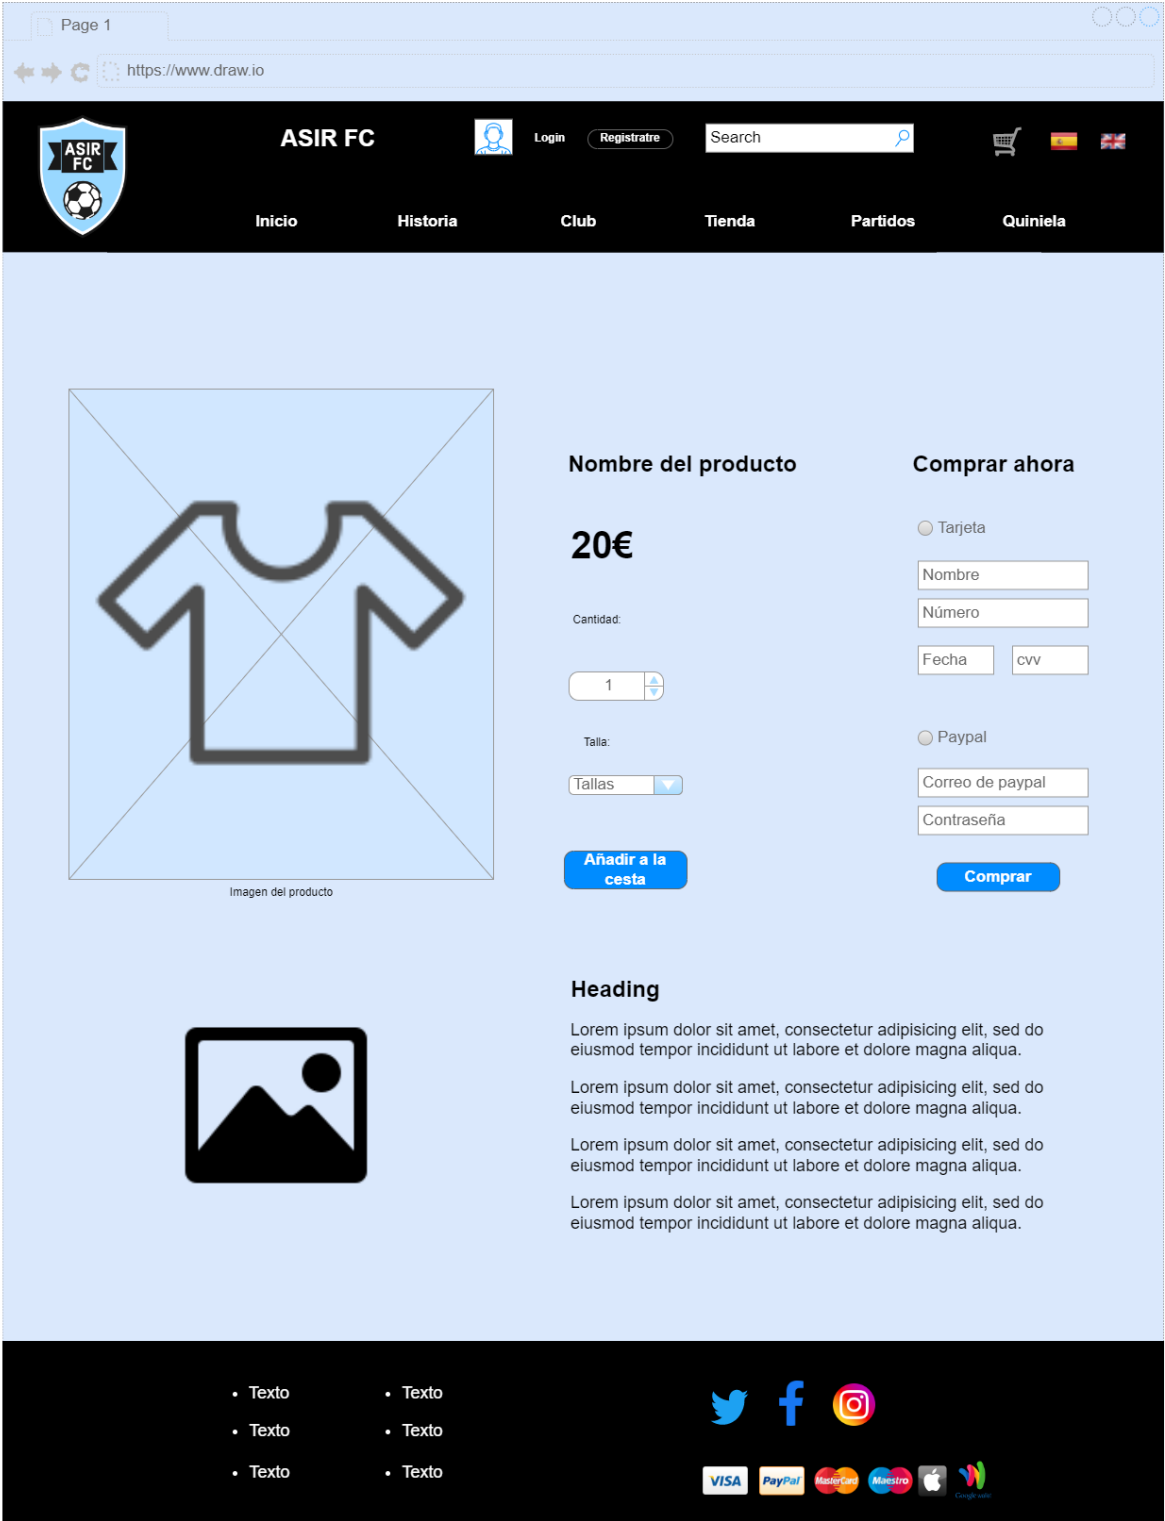 Page 1
https://www.draw.io
ASIR
FC
ASIR FC
Login
Registratre
Search
Inicio
Historia
Club
Tienda
Partidos
Quiniela
Nombre del producto
20€
Cantidad:
1
Talla:
Tallas
Añadir a la
cesta
Imagen del producto
Comprar ahora
Tarjeta
Nombre
Número
Fecha
cvv
Paypal
Correo de paypal
Contraseña
Comprar
Heading
Lorem ipsum dolor sit amet, consectetur adipisicing elit, sed do
eiusmod tempor incididunt ut labore et dolore magna aliqua.
Lorem ipsum dolor sit amet, consectetur adipisicing elit, sed do
eiusmod tempor incididunt ut labore et dolore magna aliqua.
Lorem ipsum dolor sit amet, consectetur adipisicing elit, sed do
eiusmod tempor incididunt ut labore et dolore magna aliqua.
Lorem ipsum dolor sit amet, consectetur adipisicing elit, sed do
eiusmod tempor incididunt ut labore et dolore magna aliqua.
Texto
Texto
Texto
Texto
Texto
Texto
VISA
PayPal
MasterCard
Maestro